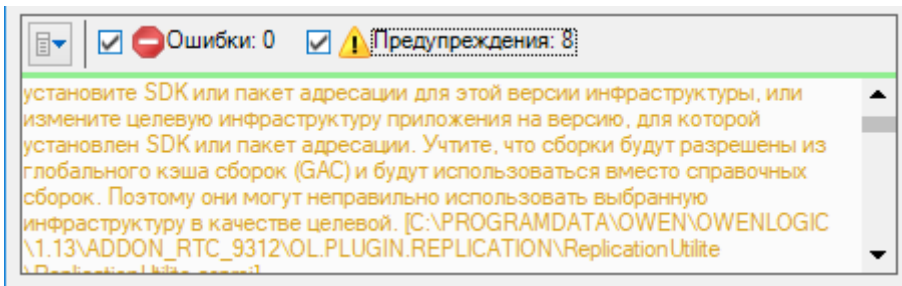 Ошибки: 0 Предупреждения: 8
установите SDK или пакет адресации для этой версии инфраструктуры, или
измените целевую инфраструктуру приложения на версию, для которой
установлен SDK или пакет адресации. Учтите, что сборки будут разрешены из
глобального кэша сборок (GAC) и будут использоваться вместо справочных
сборок. Поэтому они могут неправильно использовать выбранную
инфраструктуру в качестве целевой. [C:\PROGRAMDATA\OWEN\OWENLOGIC
\1.13\ADDON_RTC_9312\OL.PLUGIN.REPLICATION\ReplicationUtilite